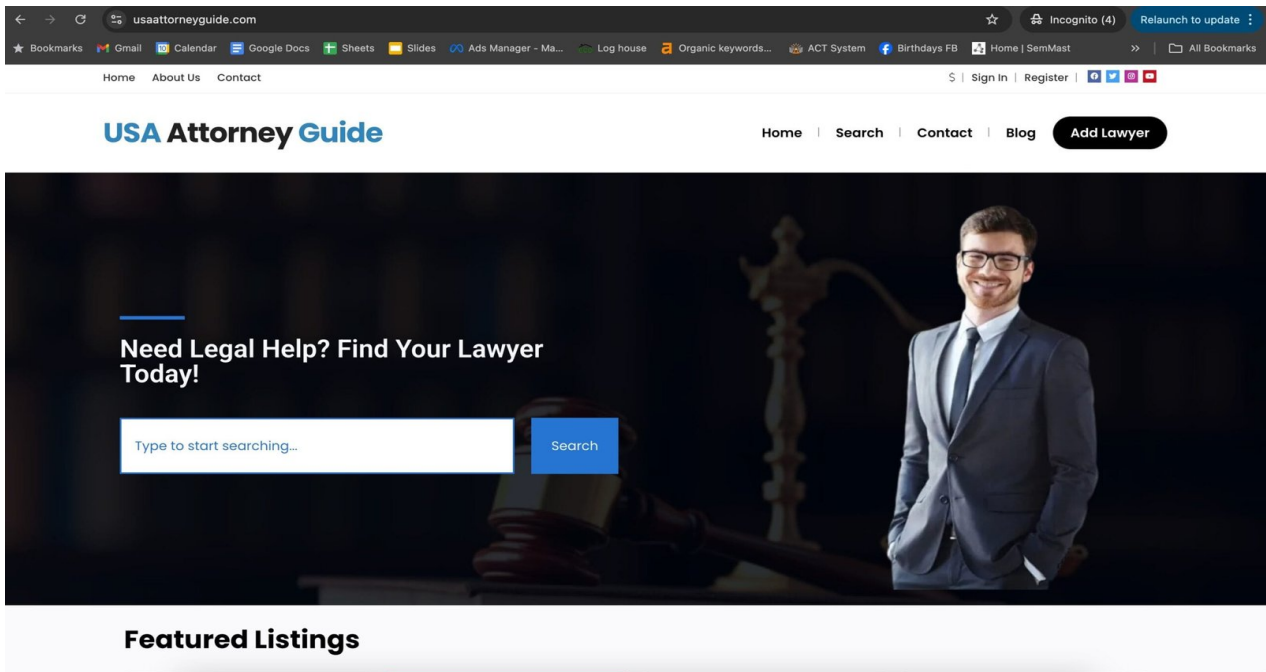 usaattorneyguide.com Incognito (4) Relaunch to update
Bookmarks Gmail Calendar Google Docs Sheets Slides Ads Manager - Ma... Log house Organic keywords... ACT System Birthdays FB Home | SemMast » All Bookmarks
Home About Us Contact $ | Sign In | Register |
USA Attorney Guide Home | Search | Contact | Blog Add Lawyer
Need Legal Help? Find Your Lawyer
Today!
Type to start searching... Search
Featured Listings